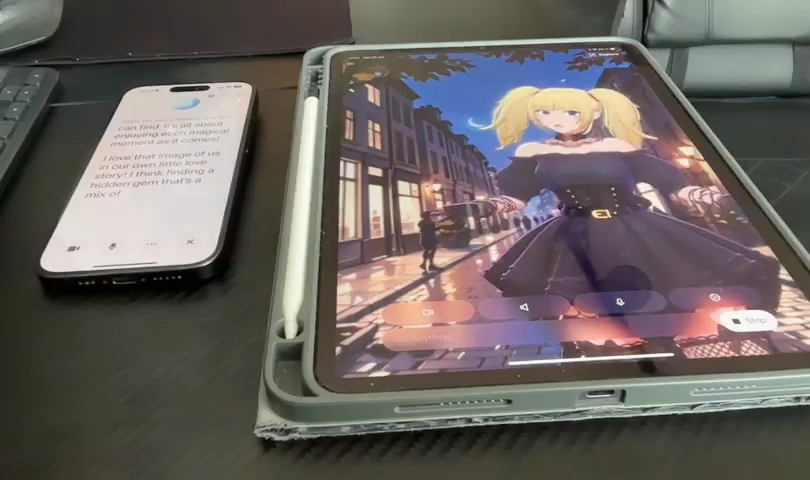 can find. It's all about
enjoying each magical
moment as it comes!
I love that image of us
in our own little love
story! I think finding a
hidden gem that's a
mix of
Anything
Stop